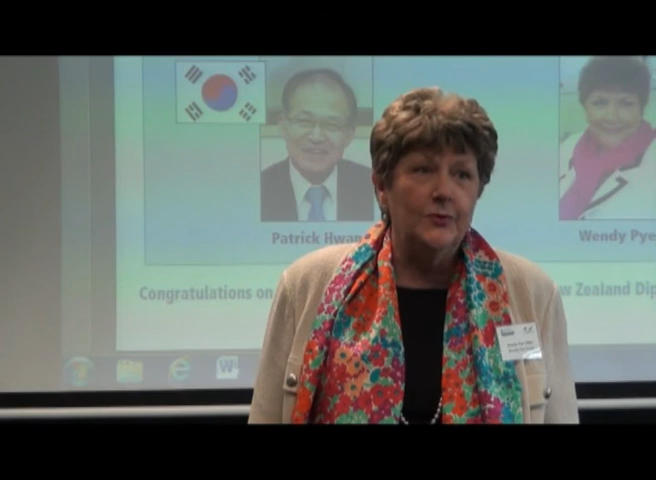 Patrick Hwan
Wendy Pye
Congratulations on
w Zealand Dip
W